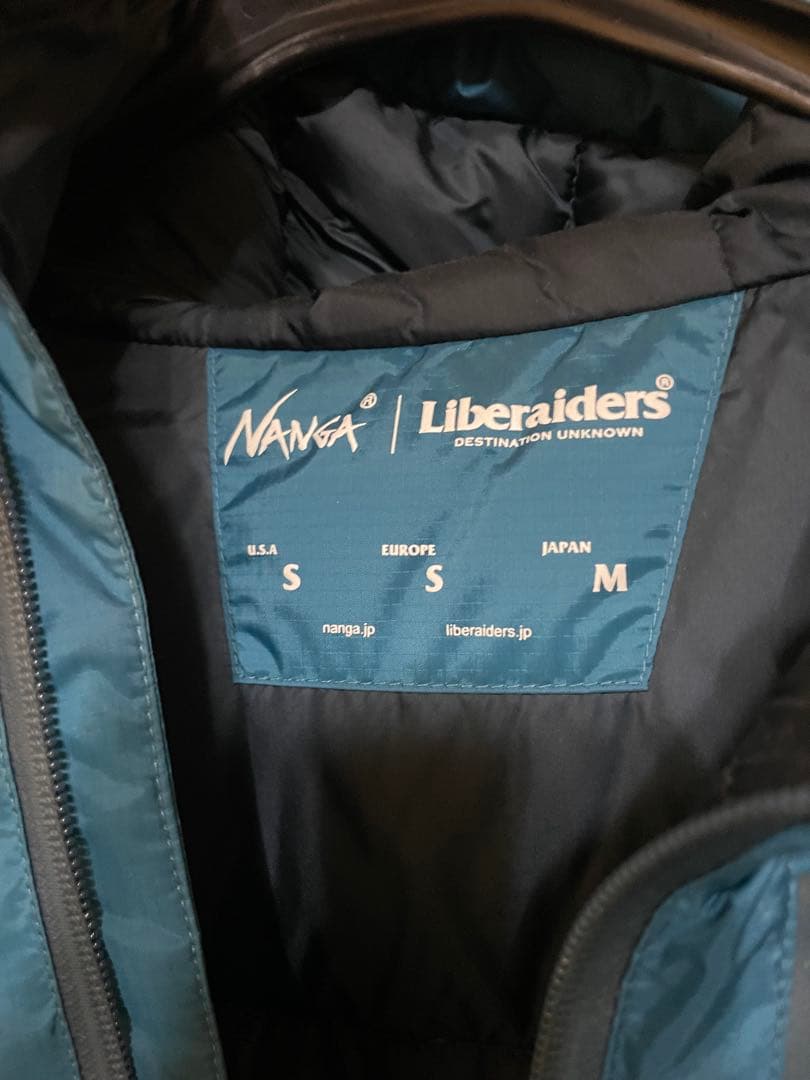 NANGA® | Liberaiders®
DESTINATION UNKNOWN
U.S.A EUROPE JAPAN
S S M
nanga.jp liberaiders.jp